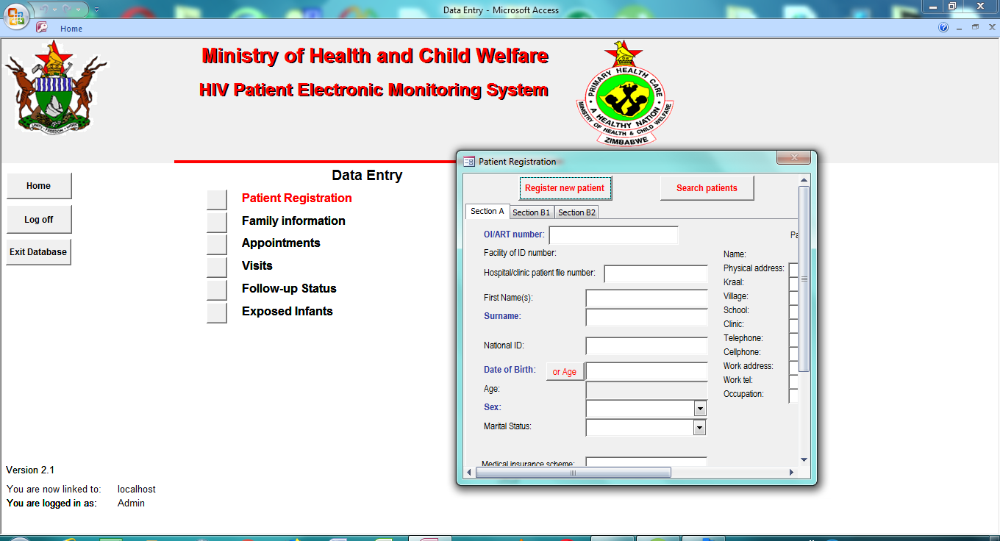 Data Entry - Microsoft Access
Home
Ministry of Health and Child Welfare
HIV Patient Electronic Monitoring System
UNITY FREEDOM WORK
PRIMARY HEALTH CARE
A HEALTHY NATION
MINISTRY OF HEALTH & CHILD WELFARE
ZIMBABWE
Home
Log off
Exit Database
Data Entry
Patient Registration
Family information
Appointments
Visits
Follow-up Status
Exposed Infants
Version 2.1
You are now linked to: localhost
You are logged in as: Admin
Patient Registration
Register new patient Search patients
Section A Section B1 Section B2
OI/ART number:
Facility of ID number:
Hospital/clinic patient file number:
First Name(s):
Surname:
National ID:
Date of Birth: or Age
Age:
Sex:
Marital Status:
Medical insurance scheme:
Pa
Name:
Physical address:
Kraal:
Village:
School:
Clinic:
Telephone:
Cellphone:
Work address:
Work tel:
Occupation: